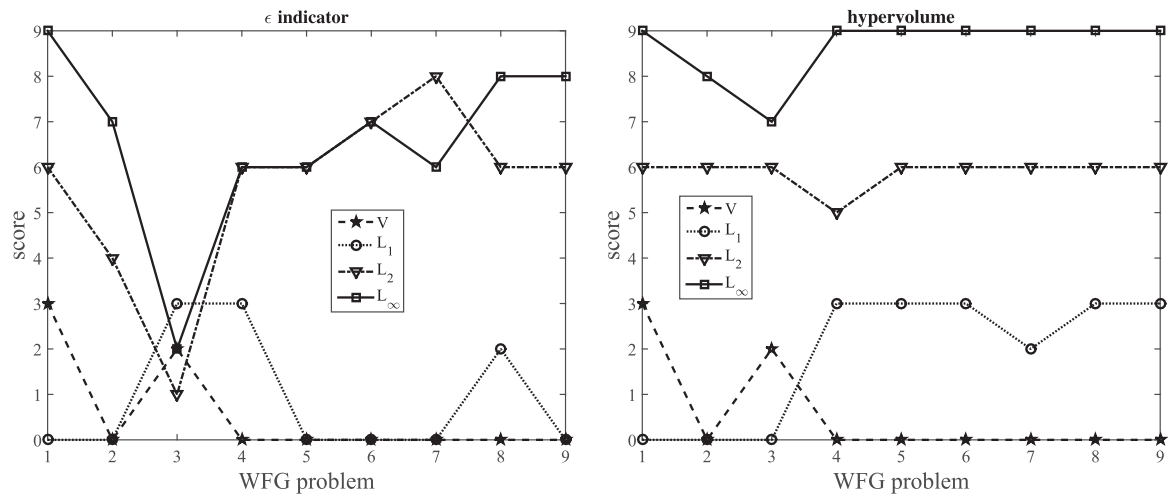 ϵ indicator
9
8
7
6
5
4
3
2
1
0
score
V
L₁
L₂
L∞
1 2 3 4 5 6 7 8 9
WFG problem
hypervolume
9
8
7
6
5
4
3
2
1
0
score
V
L₁
L₂
L∞
1 2 3 4 5 6 7 8 9
WFG problem